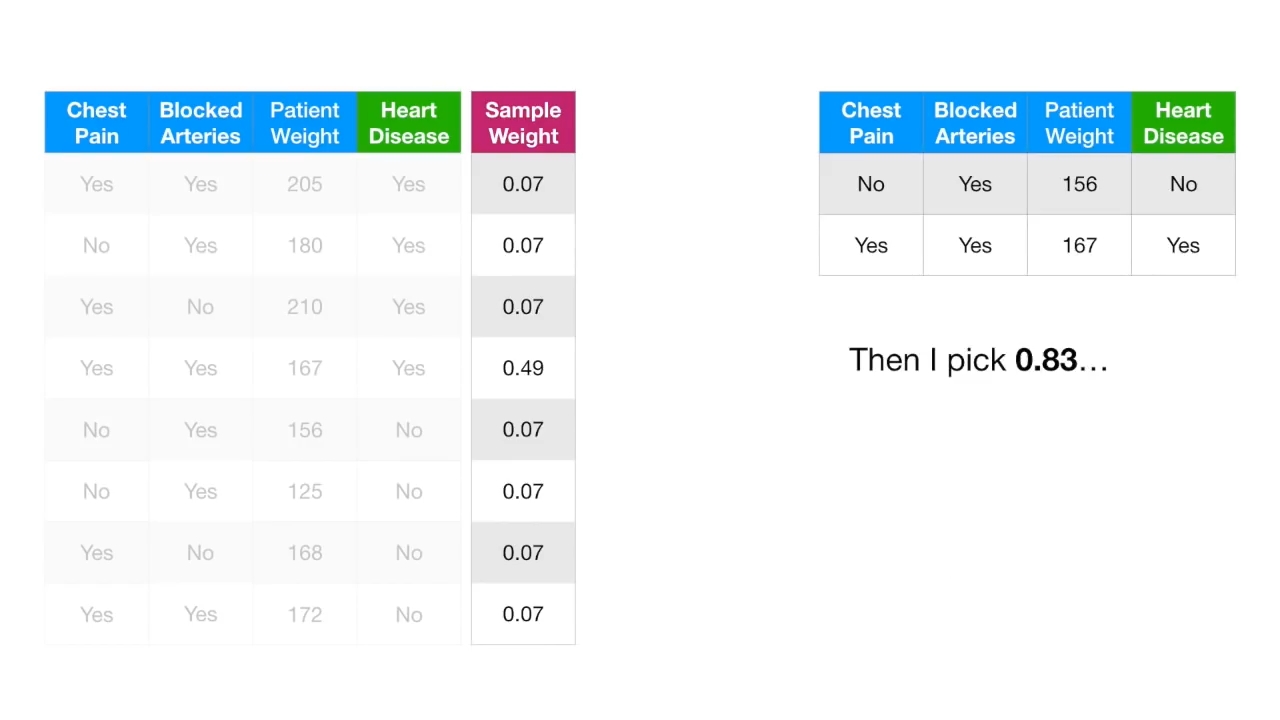 Chest Pain Blocked Arteries Patient Weight Heart Disease Sample Weight
Yes Yes 205 Yes 0.07
No Yes 180 Yes 0.07
Yes No 210 Yes 0.07
Yes Yes 167 Yes 0.49
No Yes 156 No 0.07
No Yes 125 No 0.07
Yes No 168 No 0.07
Yes Yes 172 No 0.07
Chest Pain Blocked Arteries Patient Weight Heart Disease
No Yes 156 No
Yes Yes 167 Yes
Then I pick 0.83…